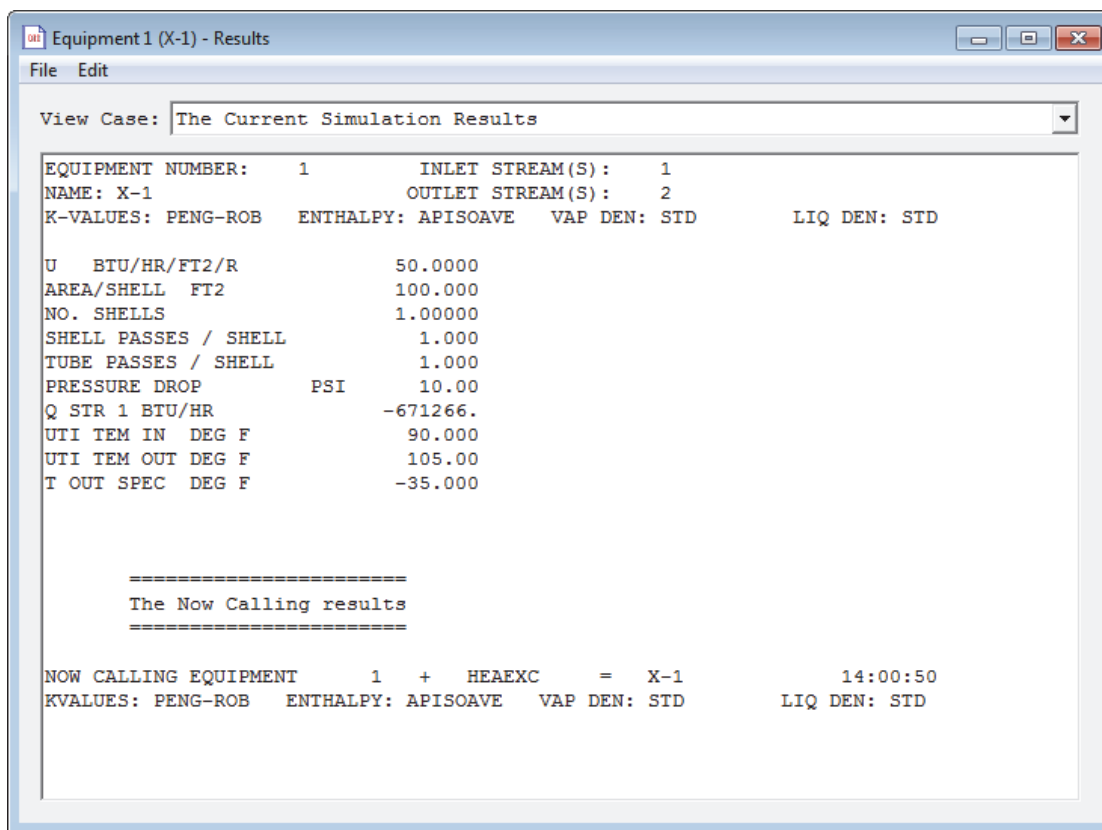 Equipment 1 (X-1) - Results
File Edit
View Case: The Current Simulation Results
EQUIPMENT NUMBER: 1 INLET STREAM(S): 1
NAME: X-1 OUTLET STREAM(S): 2
K-VALUES: PENG-ROB ENTHALPY: APISOAVE VAP DEN: STD LIQ DEN: STD
U BTU/HR/FT2/R 50.0000
AREA/SHELL FT2 100.000
NO. SHELLS 1.00000
SHELL PASSES / SHELL 1.000
TUBE PASSES / SHELL 1.000
PRESSURE DROP PSI 10.00
Q STR 1 BTU/HR -671266.
UTI TEM IN DEG F 90.000
UTI TEM OUT DEG F 105.00
T OUT SPEC DEG F -35.000
=======================
The Now Calling results
=======================
NOW CALLING EQUIPMENT 1 + HEAEXC = X-1 14:00:50
KVALUES: PENG-ROB ENTHALPY: APISOAVE VAP DEN: STD LIQ DEN: STD